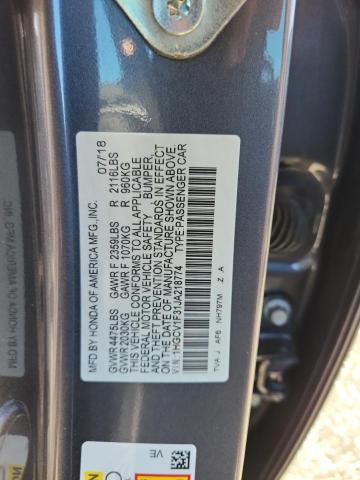 MFD. BY HONDA OF AMERICA MFG.,INC. 07/18
GVWR 4475LBS GAWR F 2359LBS R 2116LBS
GVWR 2030KG GAWR F 1070KG R 960KG
THIS VEHICLE CONFORMS TO ALL APPLICABLE
FEDERAL MOTOR VEHICLE SAFETY, BUMPER,
AND THEFT PREVENTION STANDARDS IN EFFECT
ON THE DATE OF MANUFACTURE SHOWN ABOVE.
V.I.N.: 1HGCV1F31JA218774 TYPE:PASSENGER CAR
TVA J AF6 NH797M Z A
VE